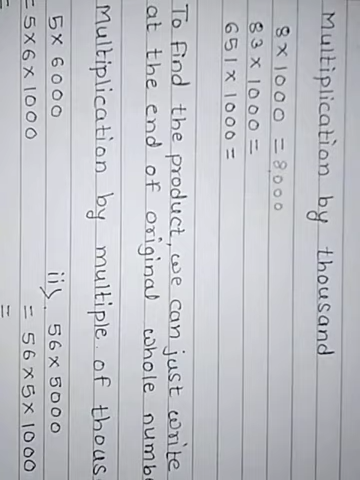 Multiplication by thousand
8 x 1000 = 8,000
83 x 1000 =
651 x 1000 =
To find the product, we can just write
at the end of original whole numb
Multiplication by multiple of thous
5 x 6000 ii) 56 x 5000
= 5 x 6 x 1000 = 56 x 5 x 1000
= =